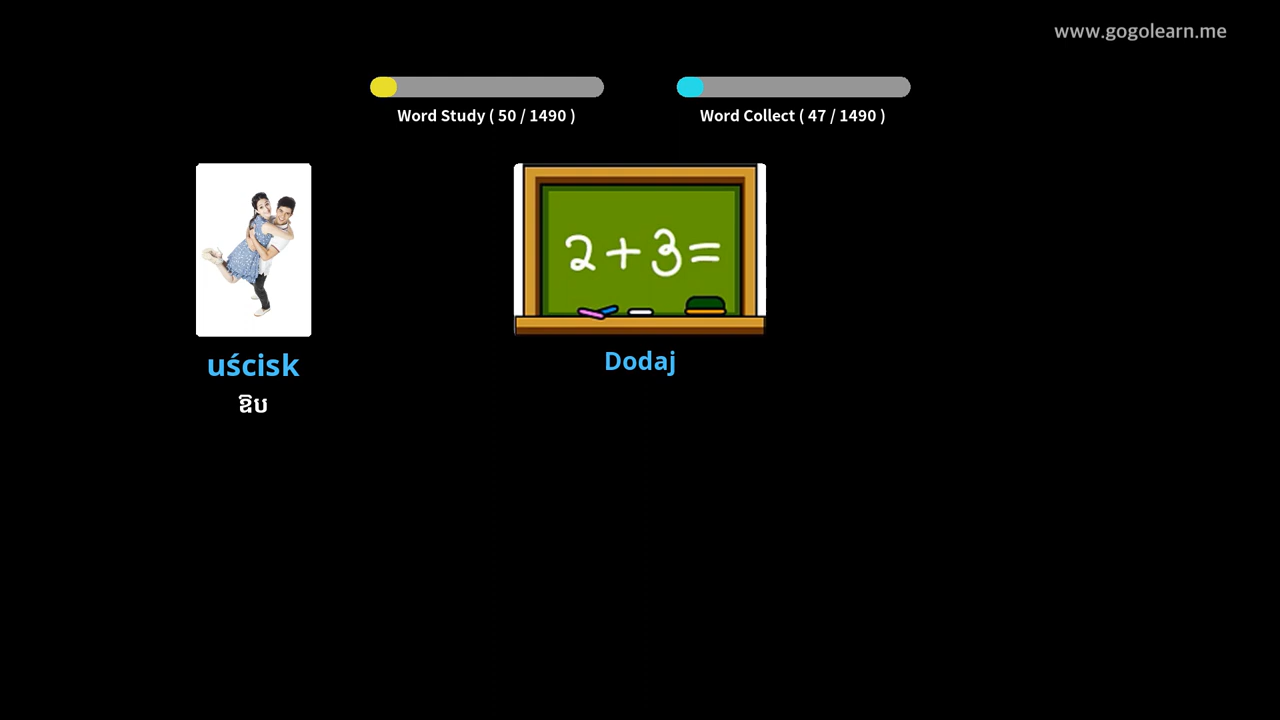 www.gogolearn.me
Word Study ( 50 / 1490 )
Word Collect ( 47 / 1490 )
2+3=
uścisk
Dodaj
ឱប